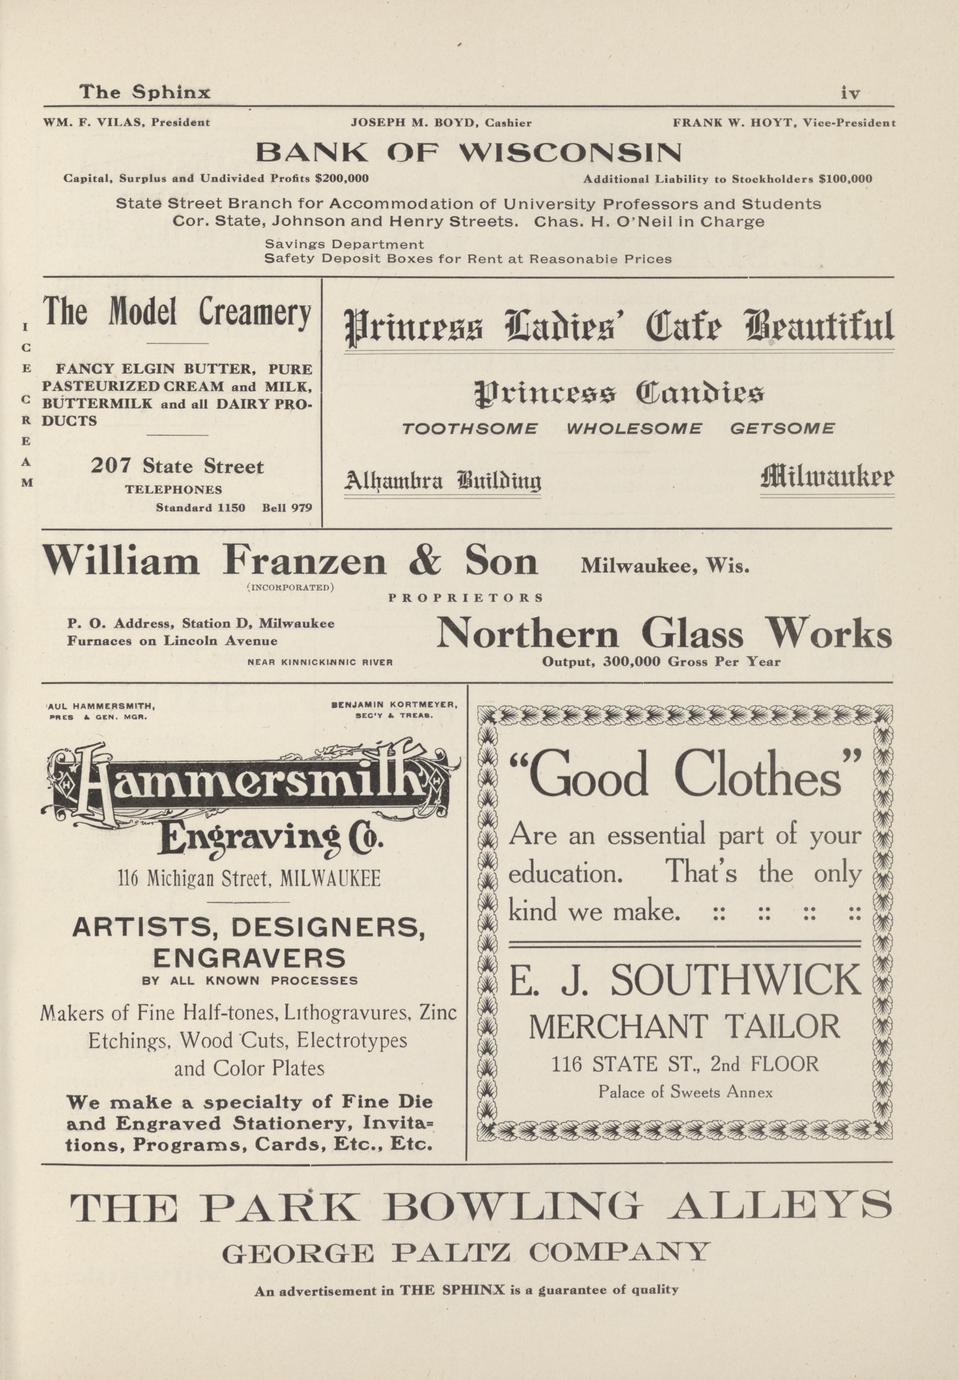 The Sphinx iv
WM. F. VILAS, President JOSEPH M. BOYD, Cashier FRANK W. HOYT, Vice-President
BANK OF WISCONSIN
Capital, Surplus and Undivided Profits $200,000 Additional Liability to Stockholders $100,000
State Street Branch for Accommodation of University Professors and Students
Cor. State, Johnson and Henry Streets. Chas. H. O'Neil in Charge
Savings Department
Safety Deposit Boxes for Rent at Reasonable Prices
ICE CREAM
The Model Creamery
FANCY ELGIN BUTTER, PURE
PASTEURIZED CREAM and MILK,
BUTTERMILK and all DAIRY PRO-
DUCTS
207 State Street
TELEPHONES
Standard 1150 Bell 979
Princess Ladies' Cafe Beautiful
Princess Candies
TOOTHSOME WHOLESOME GETSOME
Alhambra Building Milwaukee
William Franzen & Son Milwaukee, Wis.
(INCORPORATED)
PROPRIETORS
P. O. Address, Station D, Milwaukee
Furnaces on Lincoln Avenue
NEAR KINNICKINNIC RIVER
Northern Glass Works
Output, 300,000 Gross Per Year
AUL HAMMERSMITH, BENJAMIN KORTMEYER,
PRES & GEN. MGR. SEC'Y & TREAS.
Hammersmith
Engraving Co.
116 Michigan Street, MILWAUKEE
ARTISTS, DESIGNERS,
ENGRAVERS
BY ALL KNOWN PROCESSES
Makers of Fine Half-tones, Lithogravures, Zinc
Etchings, Wood Cuts, Electrotypes
and Color Plates
We make a specialty of Fine Die
and Engraved Stationery, Invita=
tions, Programs, Cards, Etc., Etc.
"Good Clothes"
Are an essential part of your
education. That's the only
kind we make. :: :: :: ::
E. J. SOUTHWICK
MERCHANT TAILOR
116 STATE ST., 2nd FLOOR
Palace of Sweets Annex
THE PARK BOWLING ALLEYS
GEORGE PALTZ COMPANY
An advertisement in THE SPHINX is a guarantee of quality